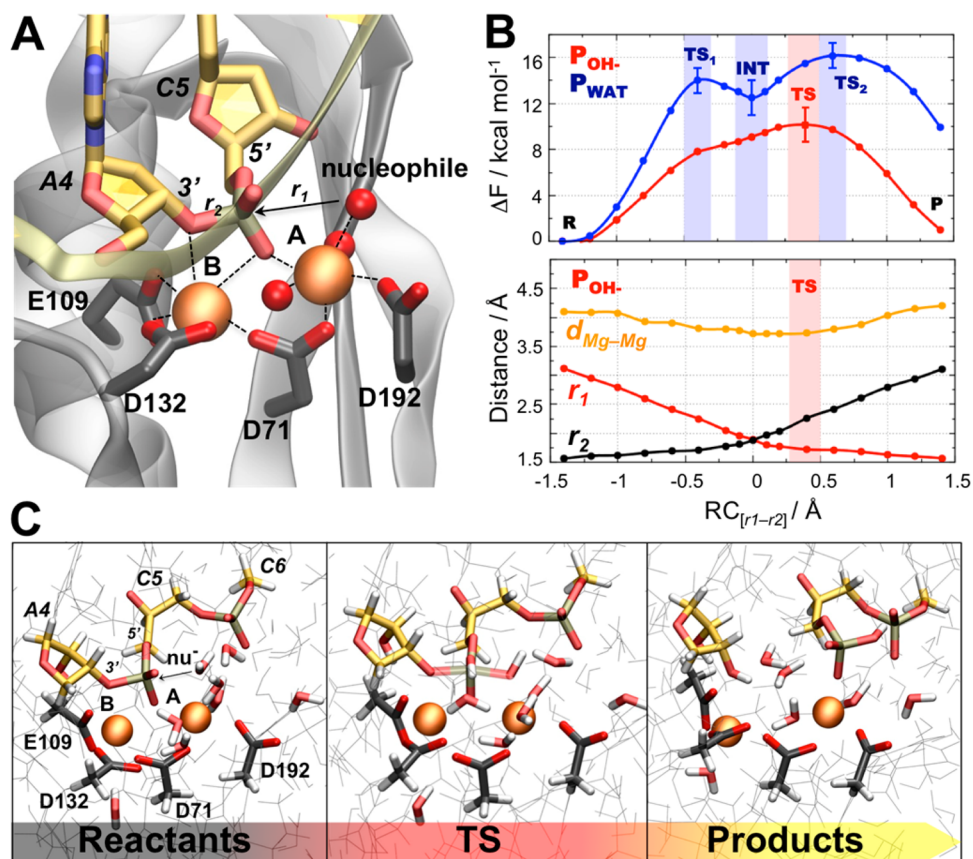 A
C5
5'
nucleophile
A4
3'
r2
r1
A
B
E109
D132
D71
D192
B
POH-
PWAT
TS1
INT
TS
TS2
ΔF / kcal mol-1
16
12
8
4
0
R
P
POH-
TS
dMg–Mg
r1
r2
Distance / Å
4.5
3.5
2.5
1.5
-1.5
-1
-0.5
0
0.5
1
1.5
RC[r1–r2] / Å
C
C5
C6
A4
5'
3'
nu-
A
B
E109
D132
D71
D192
Reactants
TS
Products